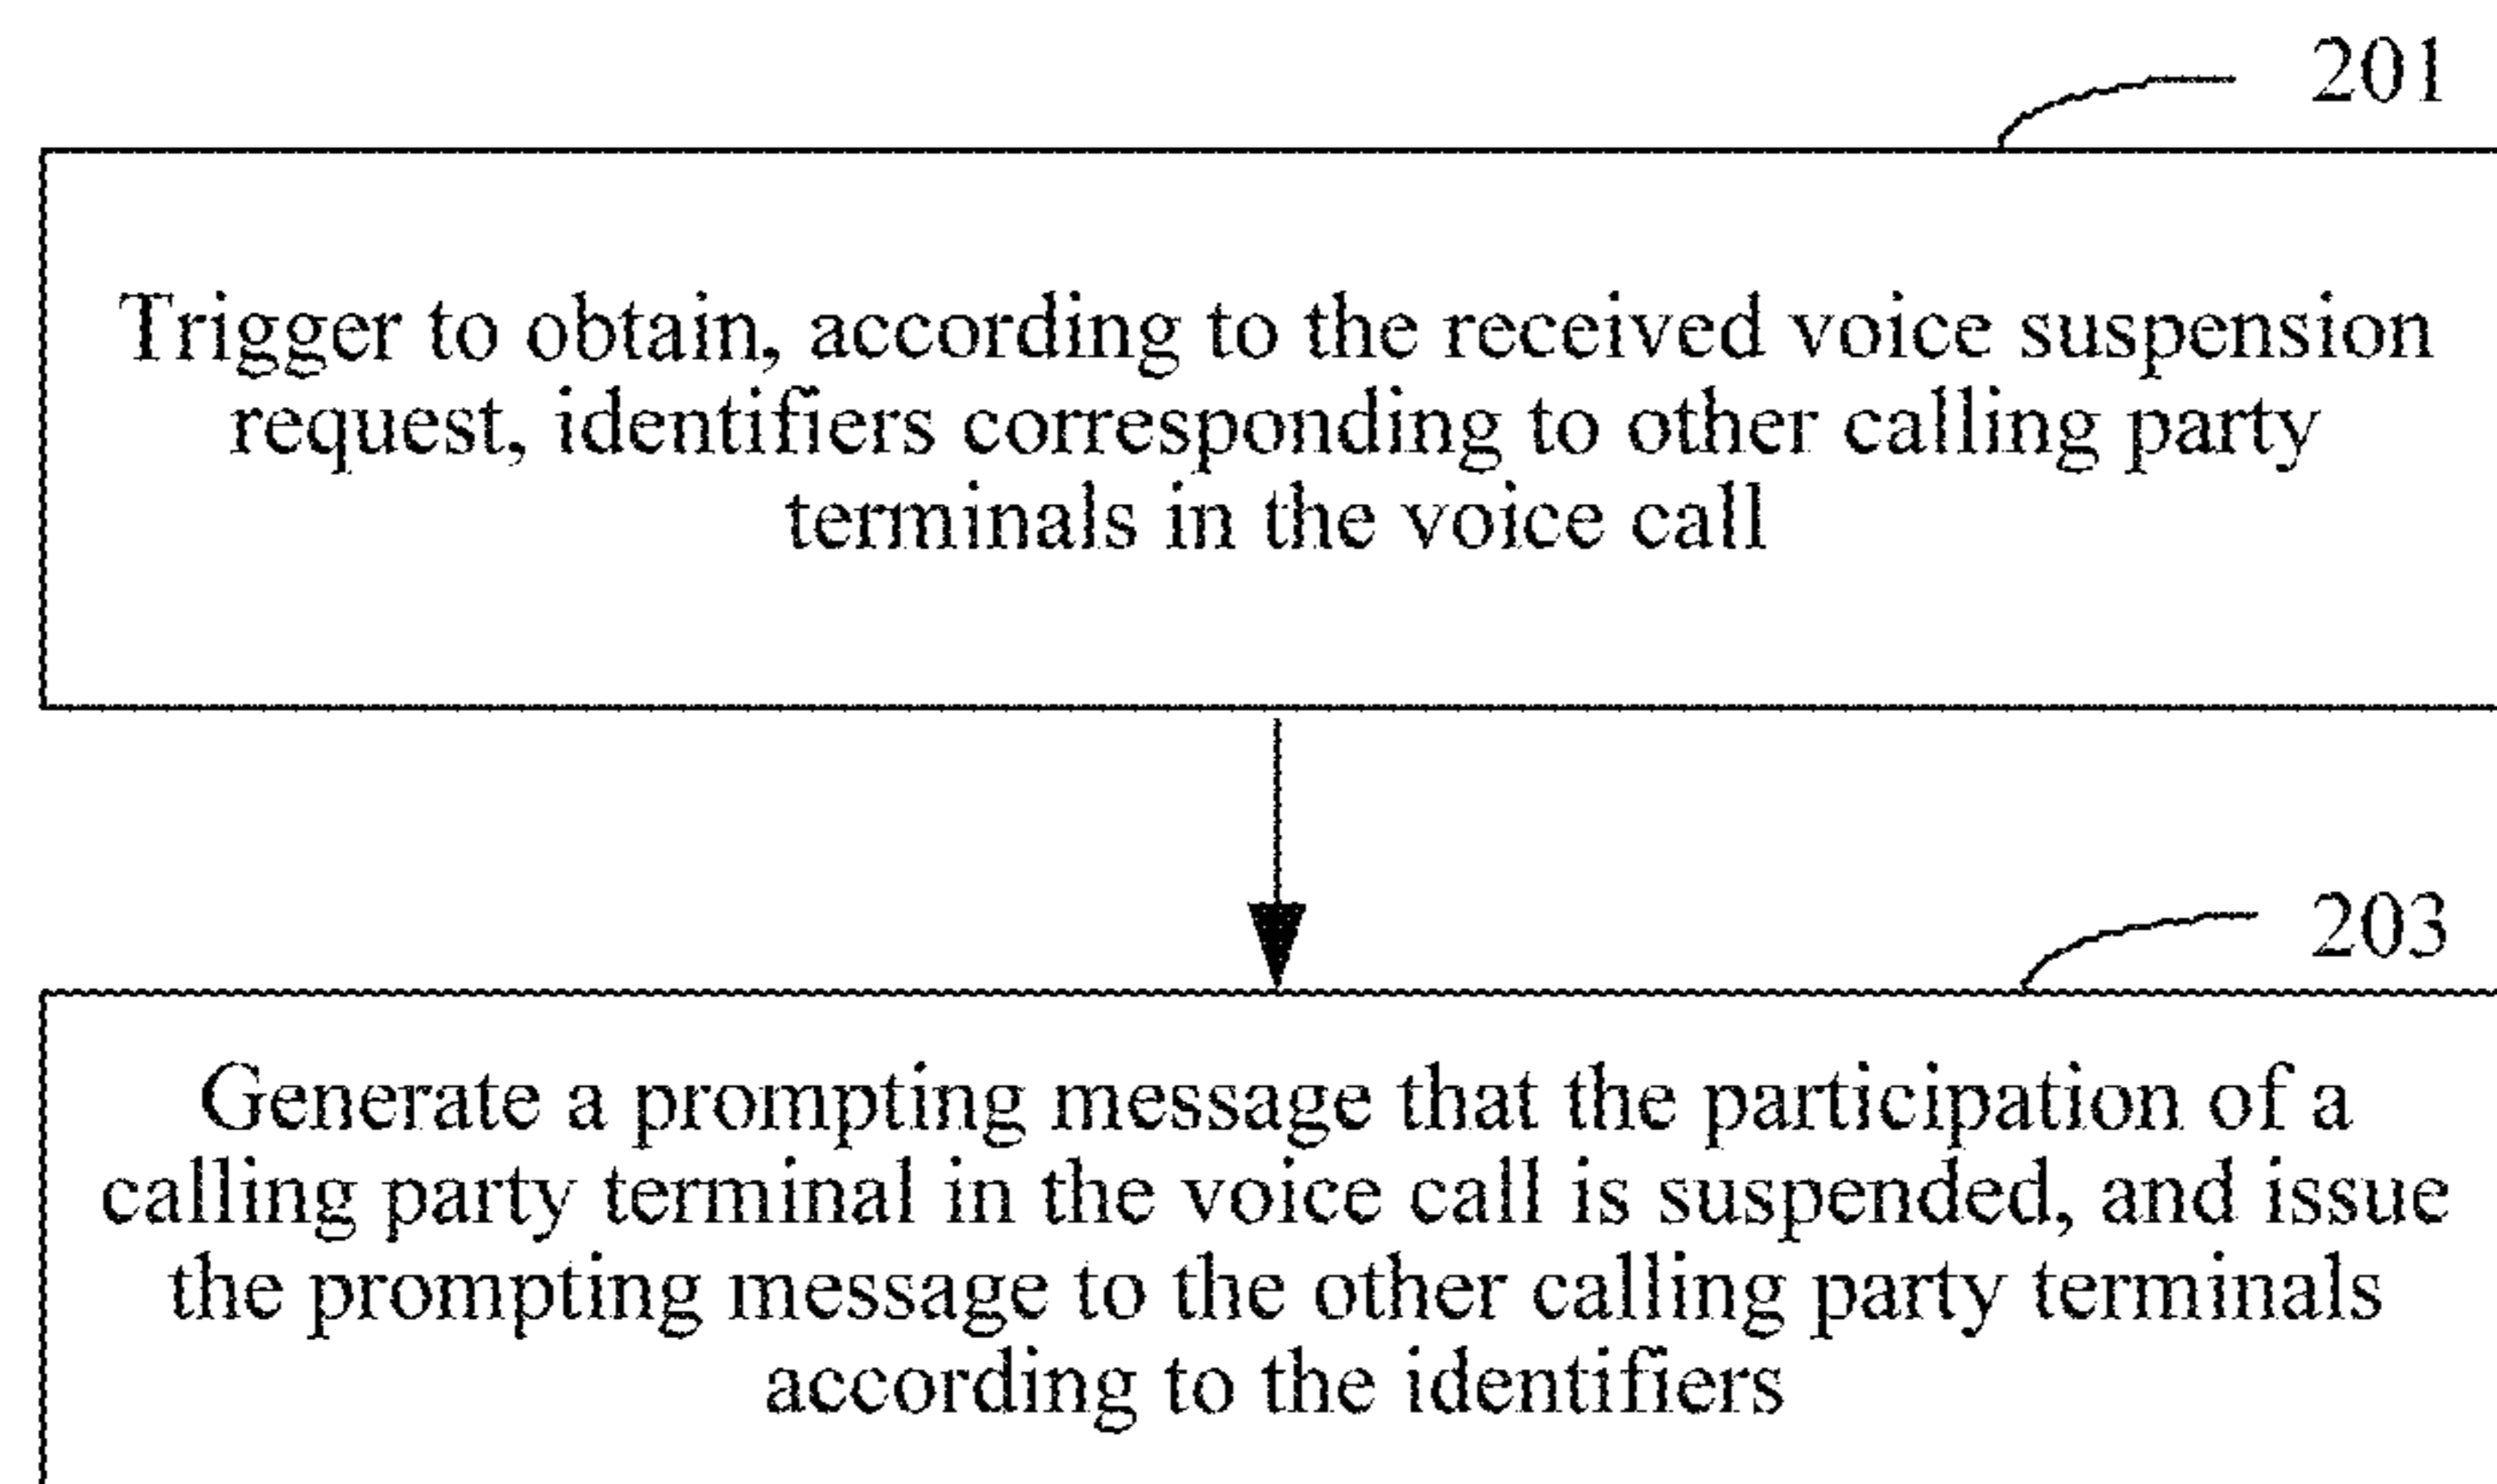 201
Trigger to obtain, according to the received voice suspension
request, identifiers corresponding to other calling party
terminals in the voice call
203
Generate a prompting message that the participation of a
calling party terminal in the voice call is suspended, and issue
the prompting message to the other calling party terminals
according to the identifiers